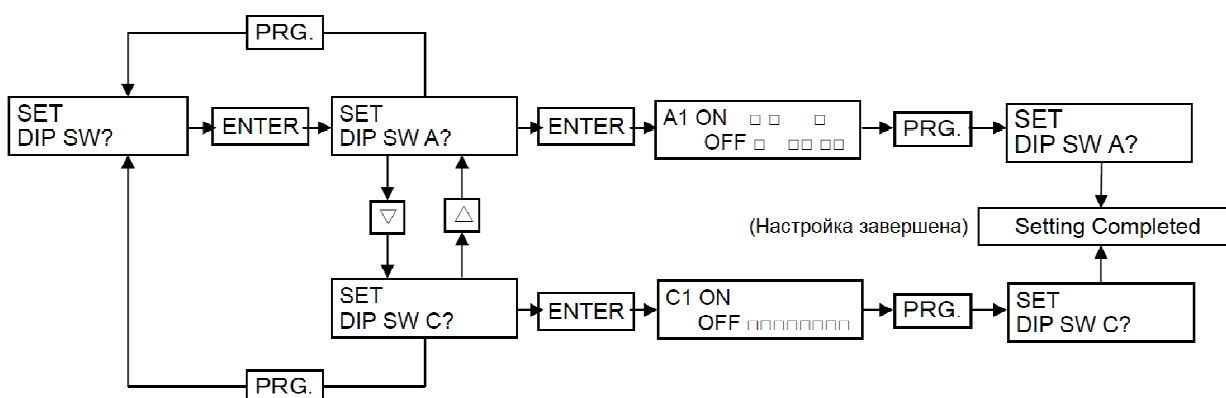 PRG.
SET
DIP SW?
ENTER
SET
DIP SW A?
ENTER
A1 ON □ □ □
OFF □ □□ □□
PRG.
SET
DIP SW A?
▽
△
(Настройка завершена)
Setting Completed
SET
DIP SW C?
ENTER
C1 ON
OFF □□□□□□□□
PRG.
SET
DIP SW C?
PRG.